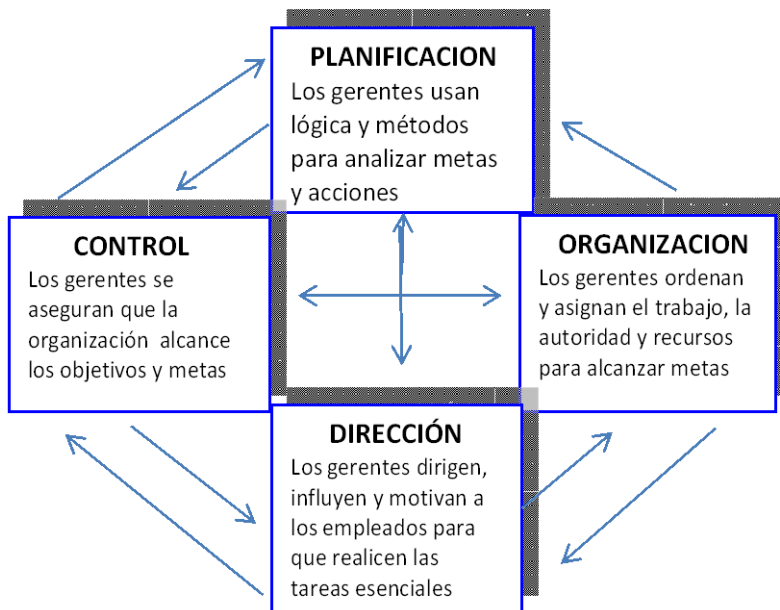 PLANIFICACION
Los gerentes usan
lógica y métodos
para analizar metas
y acciones
CONTROL
Los gerentes se
aseguran que la
organización alcance
los objetivos y metas
ORGANIZACION
Los gerentes ordenan
y asignan el trabajo, la
autoridad y recursos
para alcanzar metas
DIRECCIÓN
Los gerentes dirigen,
influyen y motivan a
los empleados para
que realicen las
tareas esenciales